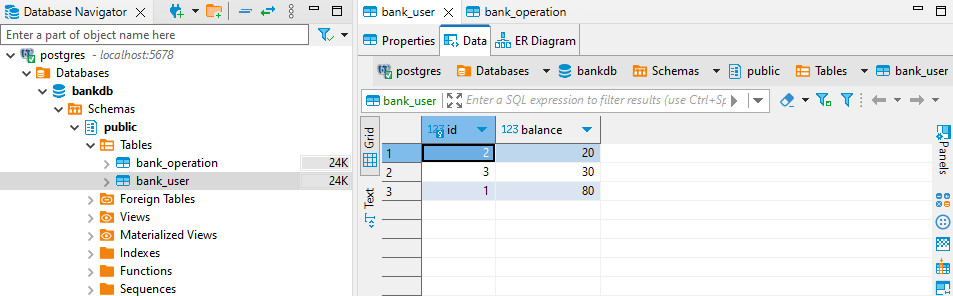 Database Navigator
Enter a part of object name here
postgres - localhost:5678
Databases
bankdb
Schemas
public
Tables
bank_operation 24K
bank_user 24K
Foreign Tables
Views
Materialized Views
Indexes
Functions
Sequences
bank_user bank_operation
Properties Data ER Diagram
postgres Databases bankdb Schemas public Tables bank_user
bank_user Enter a SQL expression to filter results (use Ctrl+Sp
Grid
Text
123 id 123 balance
1 2 20
2 3 30
3 1 80
Panels